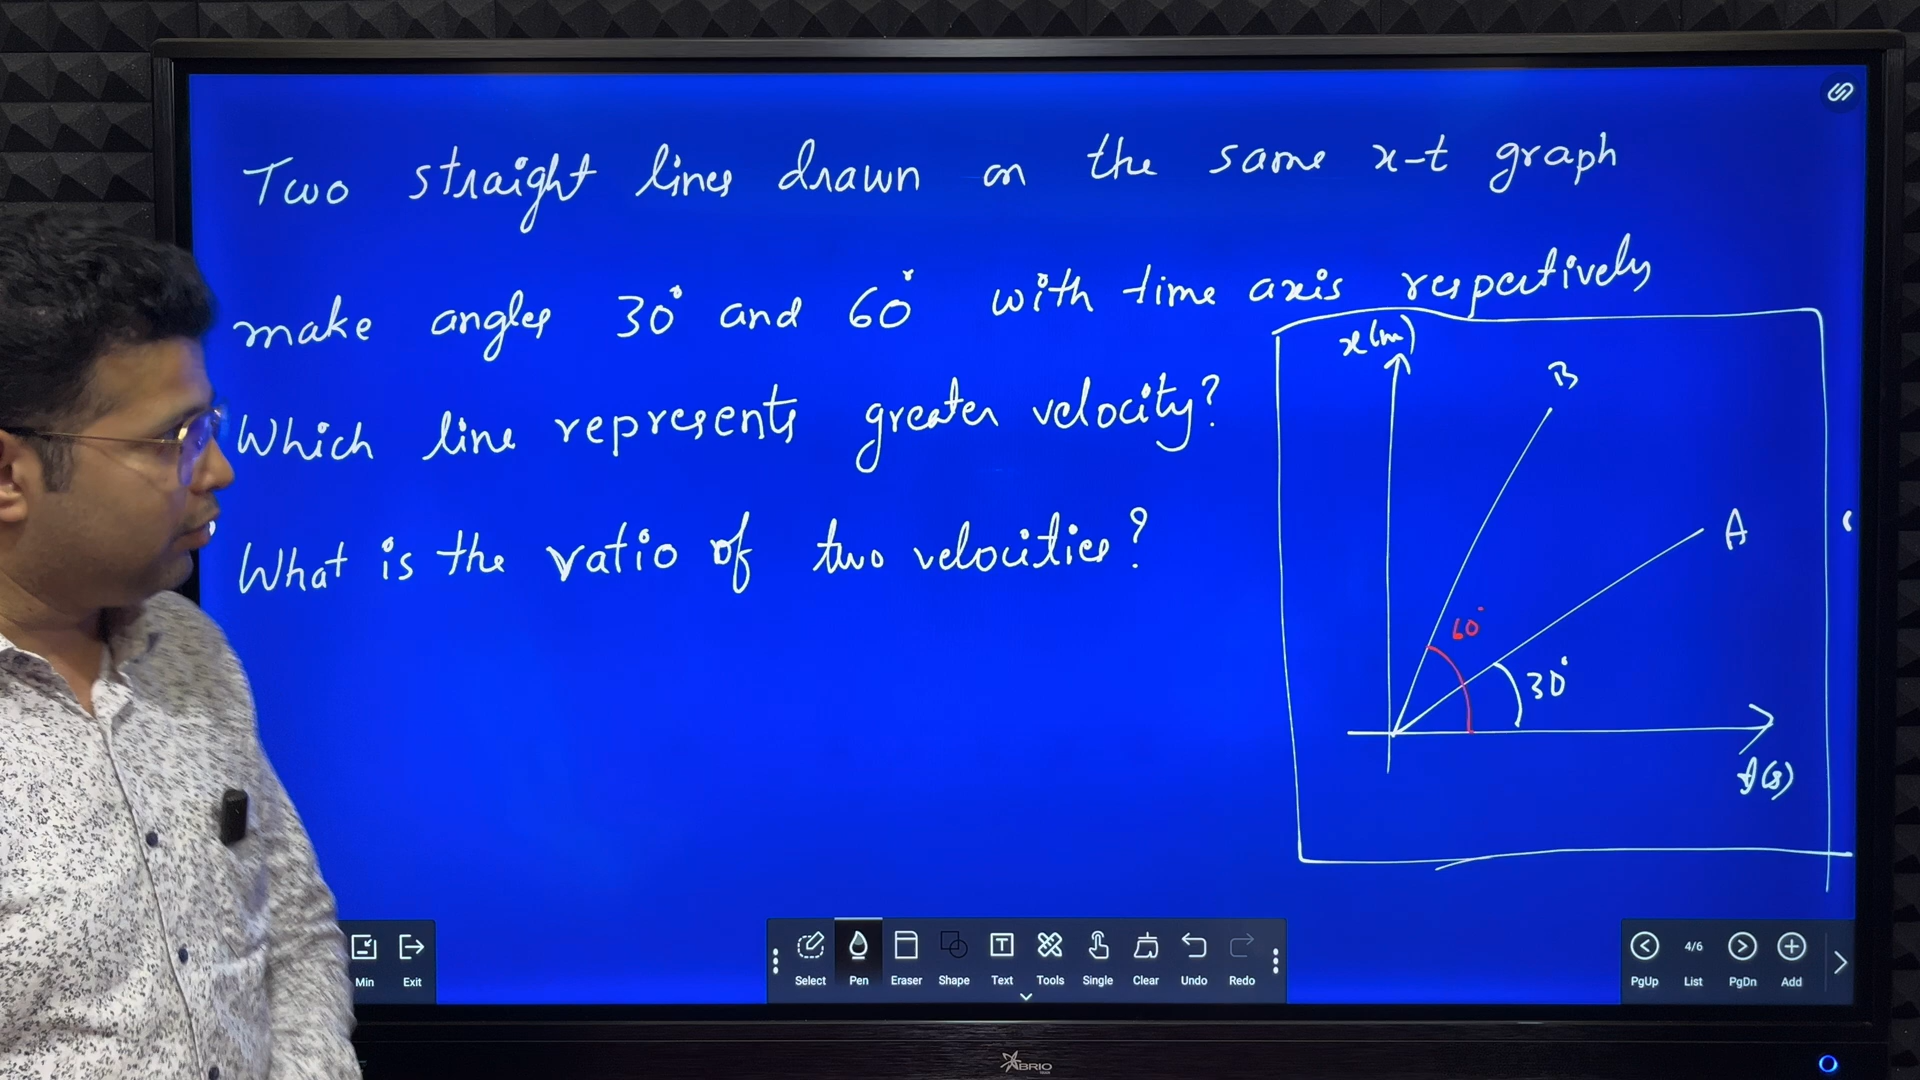 Two straight lines drawn on the same x-t graph
make angles 30° and 60° with time axis respectively
Which line represents greater velocity?
What is the ratio of two velocities?
x(m)
B
A
60°
30°
t(s)
Min
Exit
Select
Pen
Eraser
Shape
Text
Tools
Single
Clear
Undo
Redo
PgUp
4/6
List
PgDn
Add
ABRIO